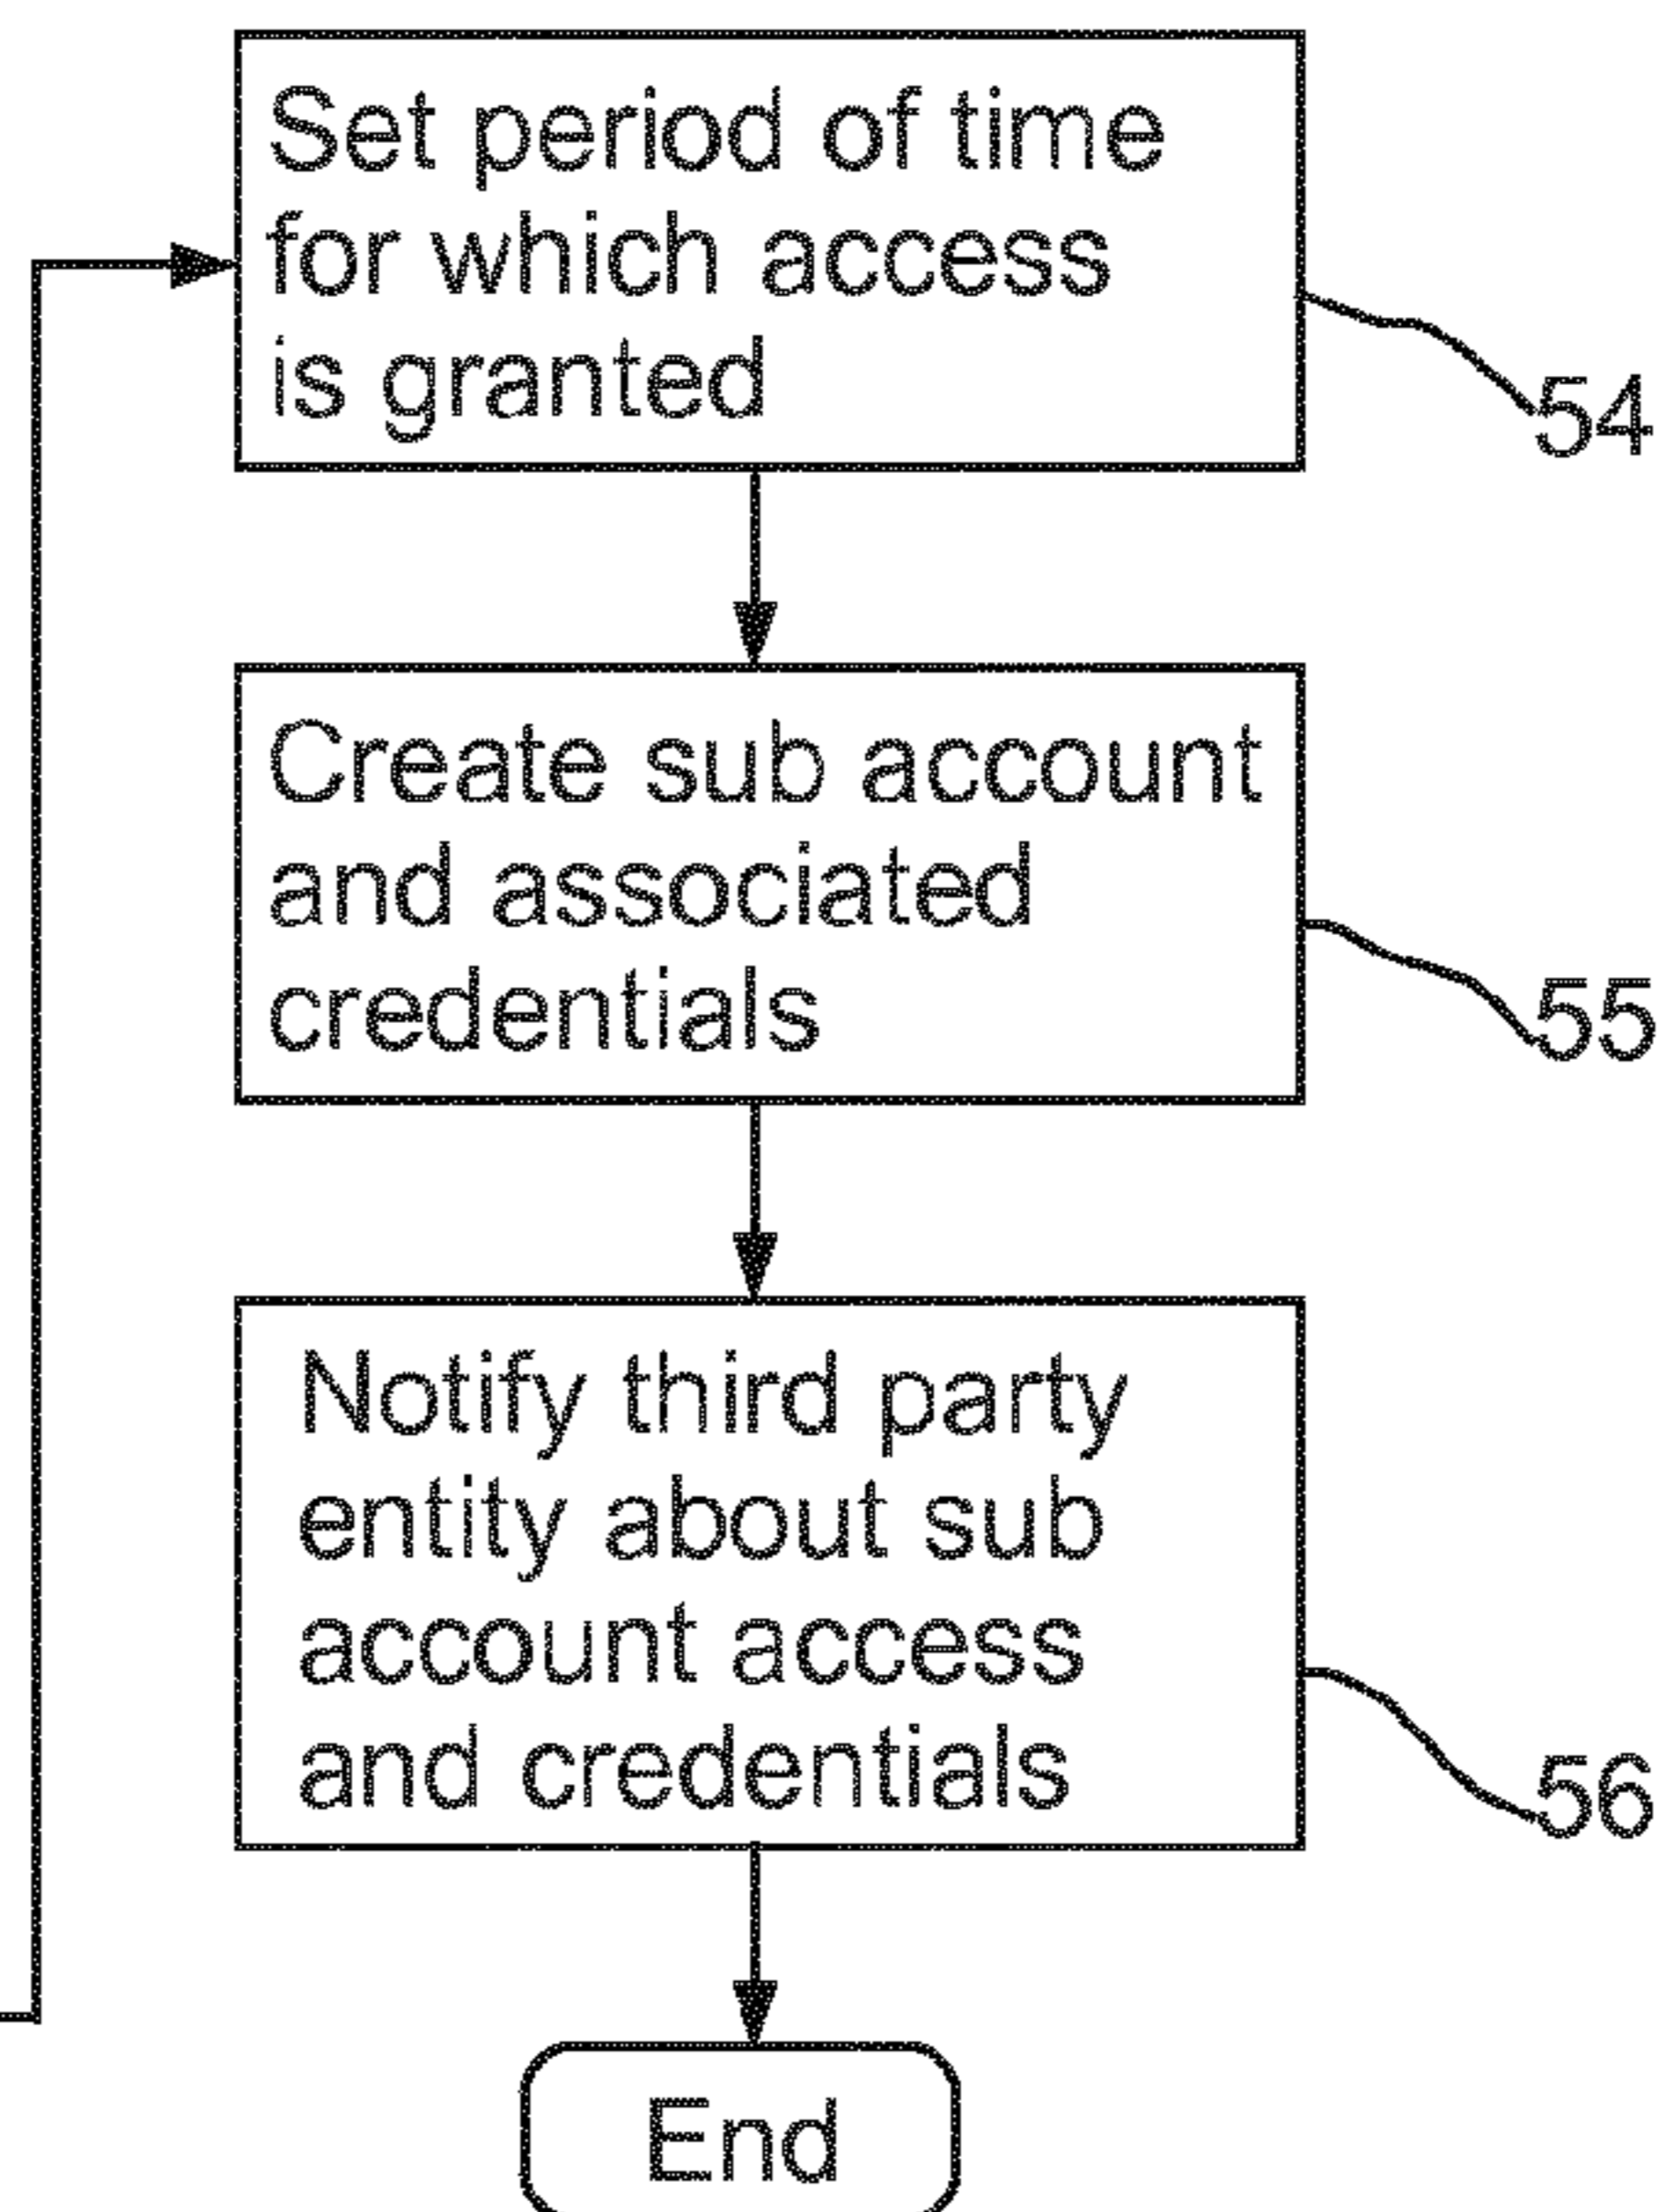 Set period of time
for which access
is granted
54
Create sub account
and associated
credentials
55
Notify third party
entity about sub
account access
and credentials
56
End